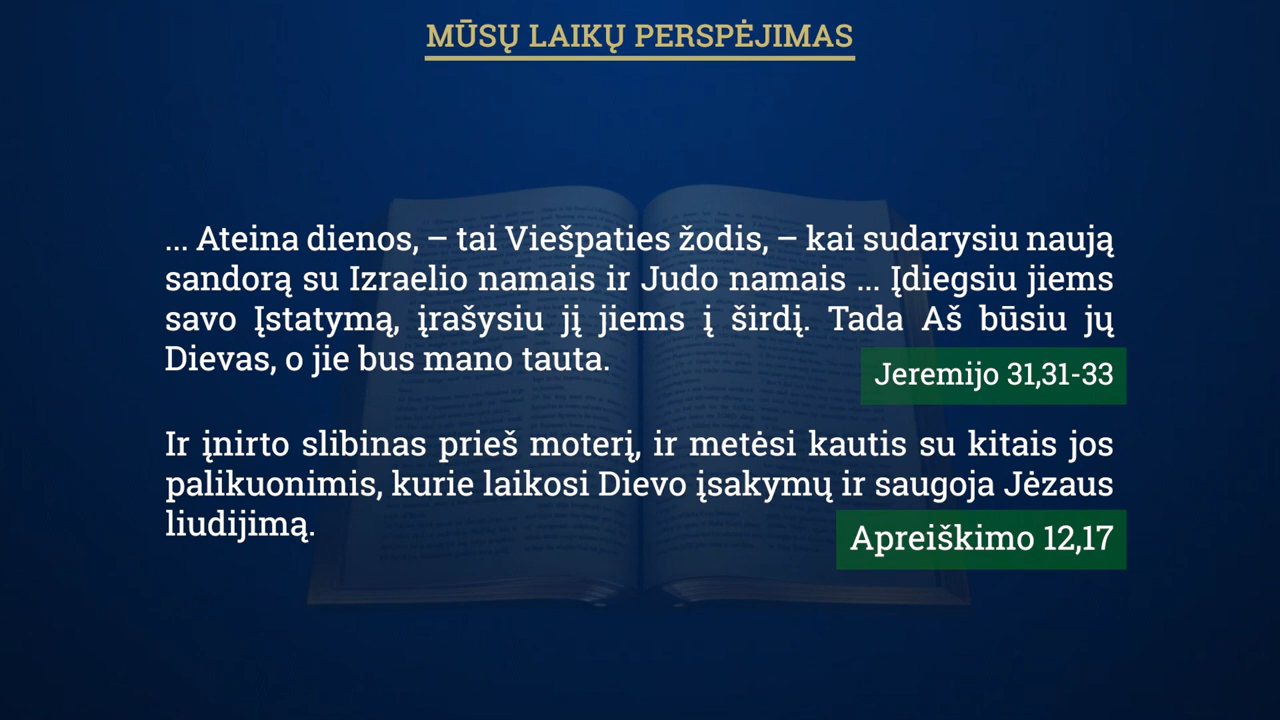 MŪSŲ LAIKŲ PERSPĖJIMAS
... Ateina dienos, – tai Viešpaties žodis, – kai sudarysiu naują
sandorą su Izraelio namais ir Judo namais ... Įdiegsiu jiems
savo Įstatymą, įrašysiu jį jiems į širdį. Tada Aš būsiu jų
Dievas, o jie bus mano tauta.
Jeremijo 31,31-33
Ir įnirto slibinas prieš moterį, ir metėsi kautis su kitais jos
palikuonimis, kurie laikosi Dievo įsakymų ir saugoja Jėzaus
liudijimą.
Apreiškimo 12,17